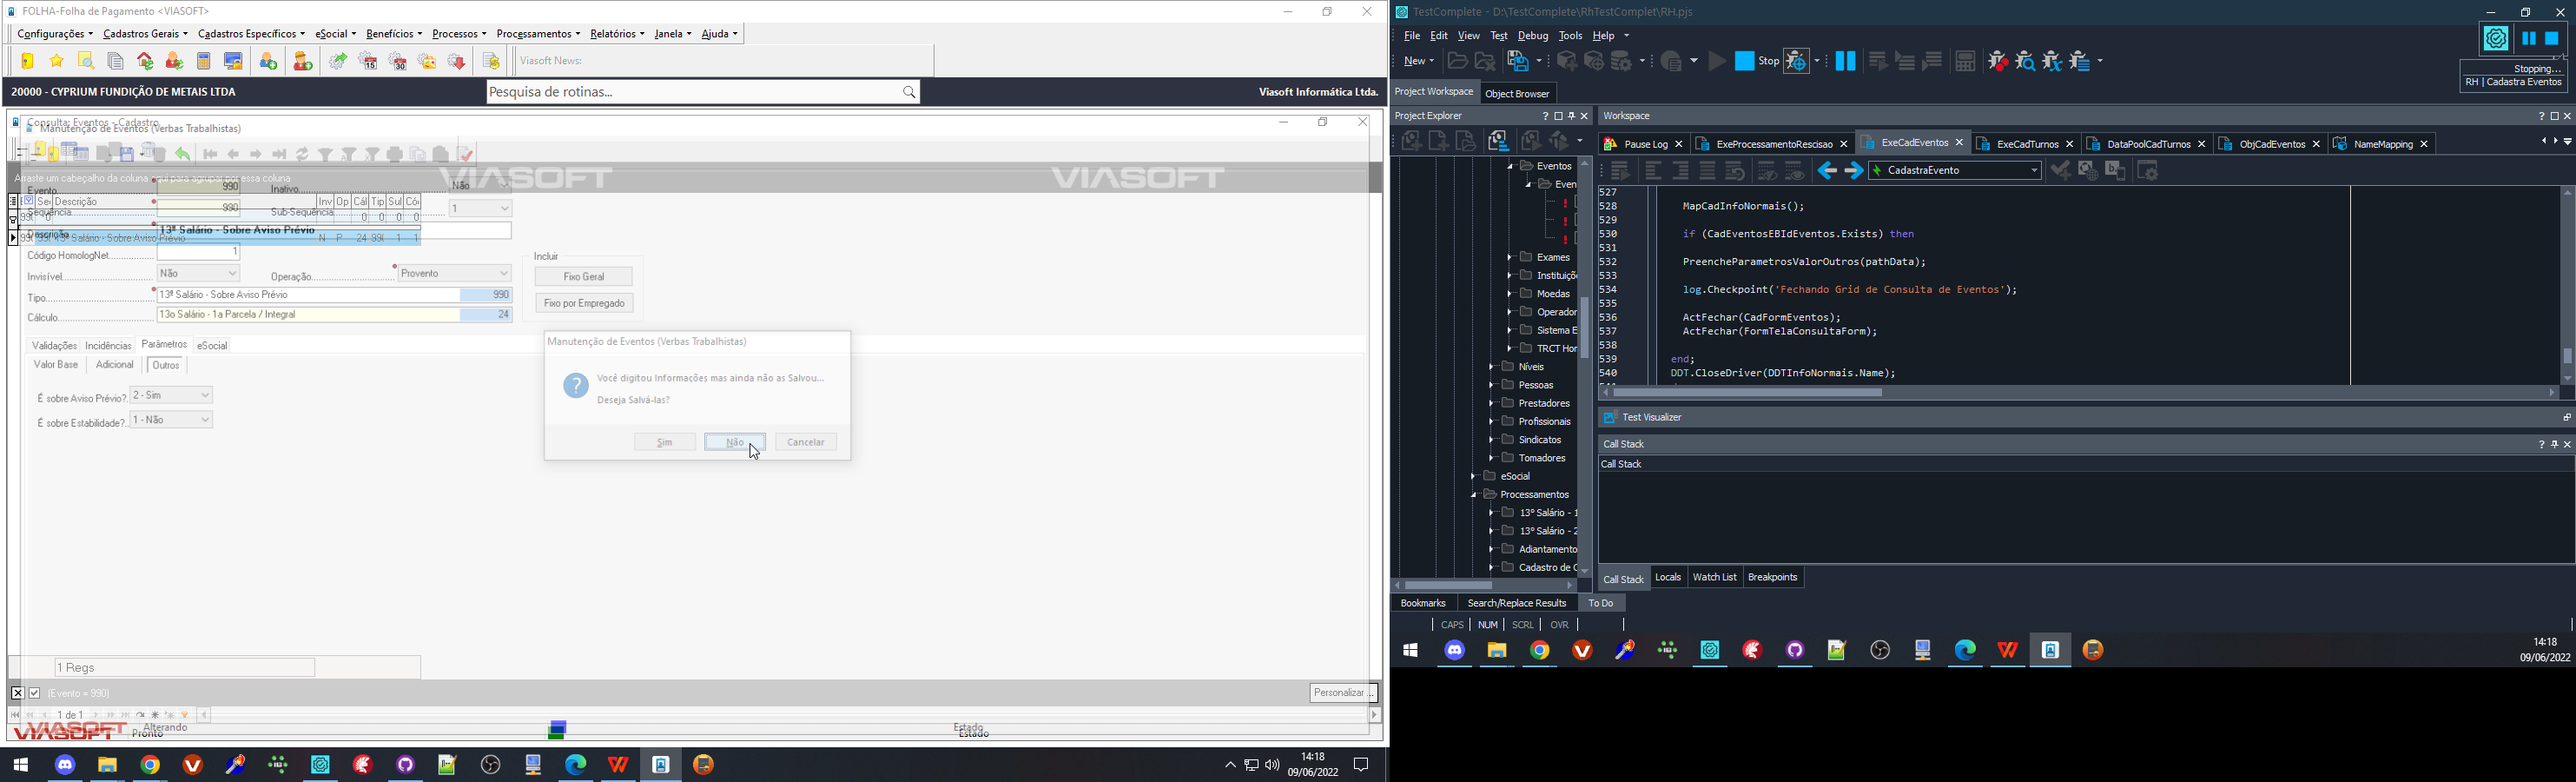 FOLHA-Folha de Pagamento <VIASOFT>
Configurações Cadastros Gerais Cadastros Específicos eSocial Benefícios Processos Processamentos Relatórios Janela Ajuda
Viasoft News:
20000 - CYPRIUM FUNDIÇÃO DE METAIS LTDA
Pesquisa de rotinas...
Viasoft Informática Ltda.
Consulta: Eventos - Cadastro
Manutenção de Eventos (Verbas Trabalhistas)
VIASOFT VIASOFT
Arraste um cabeçalho da coluna aqui para agrupar por essa coluna
Evento 990 Inativo Não
Descrição Inv Op Cál Tip Sul Cór
Sequência 990 Sub-Sequência 1
Descrição 13º Salário - Sobre Aviso Prévio
13º Salário - Sobre Aviso Prévio N P 24 99( 1 1
Código HomologNet 1
Invisível Não Operação Provento
Tipo 13º Salário - Sobre Aviso Prévio 990
Cálculo 13o Salário - 1a Parcela / Integral 24
Incluir
Fixo Geral
Fixo por Empregado
Validações Incidências Parâmetros eSocial
Valor Base Adicional Outros
É sobre Aviso Prévio?. 2 - Sim
É sobre Estabilidade?.. 1 - Não
Manutenção de Eventos (Verbas Trabalhistas)
Você digitou Informações mas ainda não as Salvou...
Deseja Salvá-las?
Sim Não Cancelar
1 Regs
(Evento = 990)
Personalizar ...
1 de 1
VIASOFT Alterando Estado
VIASOFT Pronto Estado
14:18
09/06/2022
TestComplete - D:\TestComplete\RhTestComplet\RH.pjs
File Edit View Test Debug Tools Help
New Stop
Stopping...
RH | Cadastra Eventos
Project Workspace Object Browser
Project Explorer
Eventos
Even
Exames
Instituiçõ
Moedas
Operador
Sistema E
TRCT Hor
Níveis
Pessoas
Prestadores
Profissionais
Sindicatos
Tomadores
eSocial
Processamentos
13º Salário - 1
13º Salário - 2
Adiantamento
Cadastro de C
Workspace
Pause Log ExeProcessamentoRescisao ExeCadEventos ExeCadTurnos DataPoolCadTurnos ObjCadEventos NameMapping
CadastraEvento
527
528 MapCadInfoNormais();
529
530 if (CadEventosEBIdEventos.Exists) then
531
532 PreencheParametrosValorOutros(pathData);
533
534 log.Checkpoint('Fechando Grid de Consulta de Eventos');
535
536 ActFechar(CadFormEventos);
537 ActFechar(FormTelaConsultaForm);
538
539 end;
540 DDT.CloseDriver(DDTInfoNormais.Name);
Test Visualizer
Call Stack
Call Stack
Call Stack Locals Watch List Breakpoints
Bookmarks Search/Replace Results To Do
CAPS NUM SCRL OVR
14:18
09/06/2022